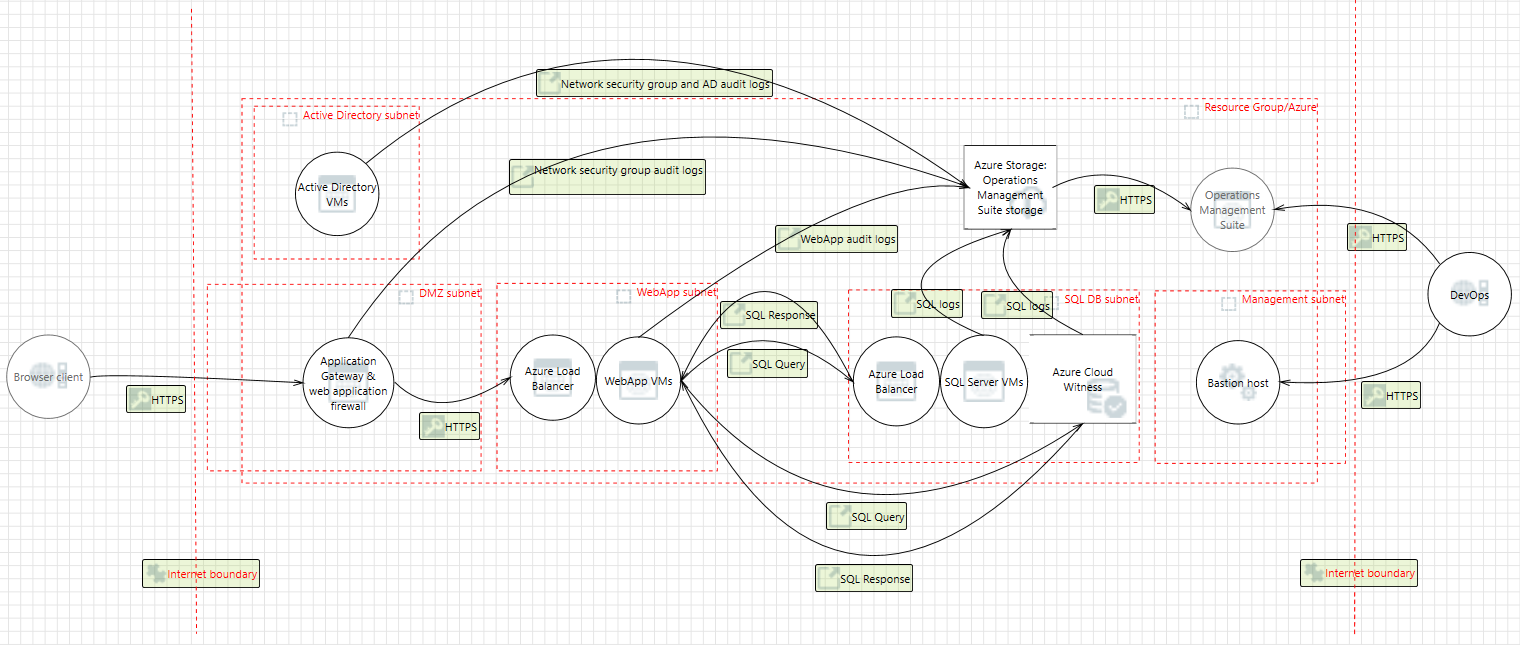 Network security group and AD audit logs
Resource Group/Azure
Active Directory subnet
Active Directory
VMs
Network security group audit logs
Azure Storage:
Operations
Management
Suite storage
HTTPS
Operations
Management
Suite
WebApp audit logs
HTTPS
DevOps
DMZ subnet
WebApp subnet
SQL Response
SQL logs
SQL logs
SQL DB subnet
Management subnet
Browser client
HTTPS
Application
Gateway &
web application
firewall
HTTPS
Azure Load
Balancer
WebApp VMs
SQL Query
Azure Load
Balancer
SQL Server VMs
Azure Cloud
Witness
Bastion host
HTTPS
SQL Query
SQL Response
Internet boundary
Internet boundary